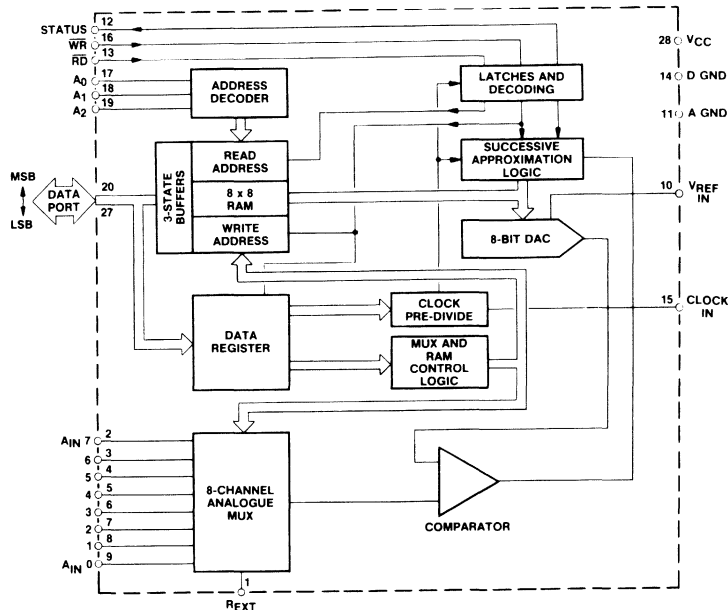 STATUS 12
WR 16
RD 13
A0 17
A1 18
A2 19
ADDRESS
DECODER
LATCHES AND
DECODING
28 VCC
14 D GND
11 A GND
MSB
LSB
DATA
PORT
20
27
3-STATE
BUFFERS
READ
ADDRESS
8 x 8
RAM
WRITE
ADDRESS
SUCCESSIVE
APPROXIMATION
LOGIC
10 VREF
IN
8-BIT DAC
DATA
REGISTER
CLOCK
PRE-DIVIDE
15 CLOCK
IN
MUX AND
RAM
CONTROL
LOGIC
AIN 7 2
6 3
5 4
4 5
3 6
2 7
1 8
AIN 0 9
8-CHANNEL
ANALOGUE
MUX
COMPARATOR
1
REXT